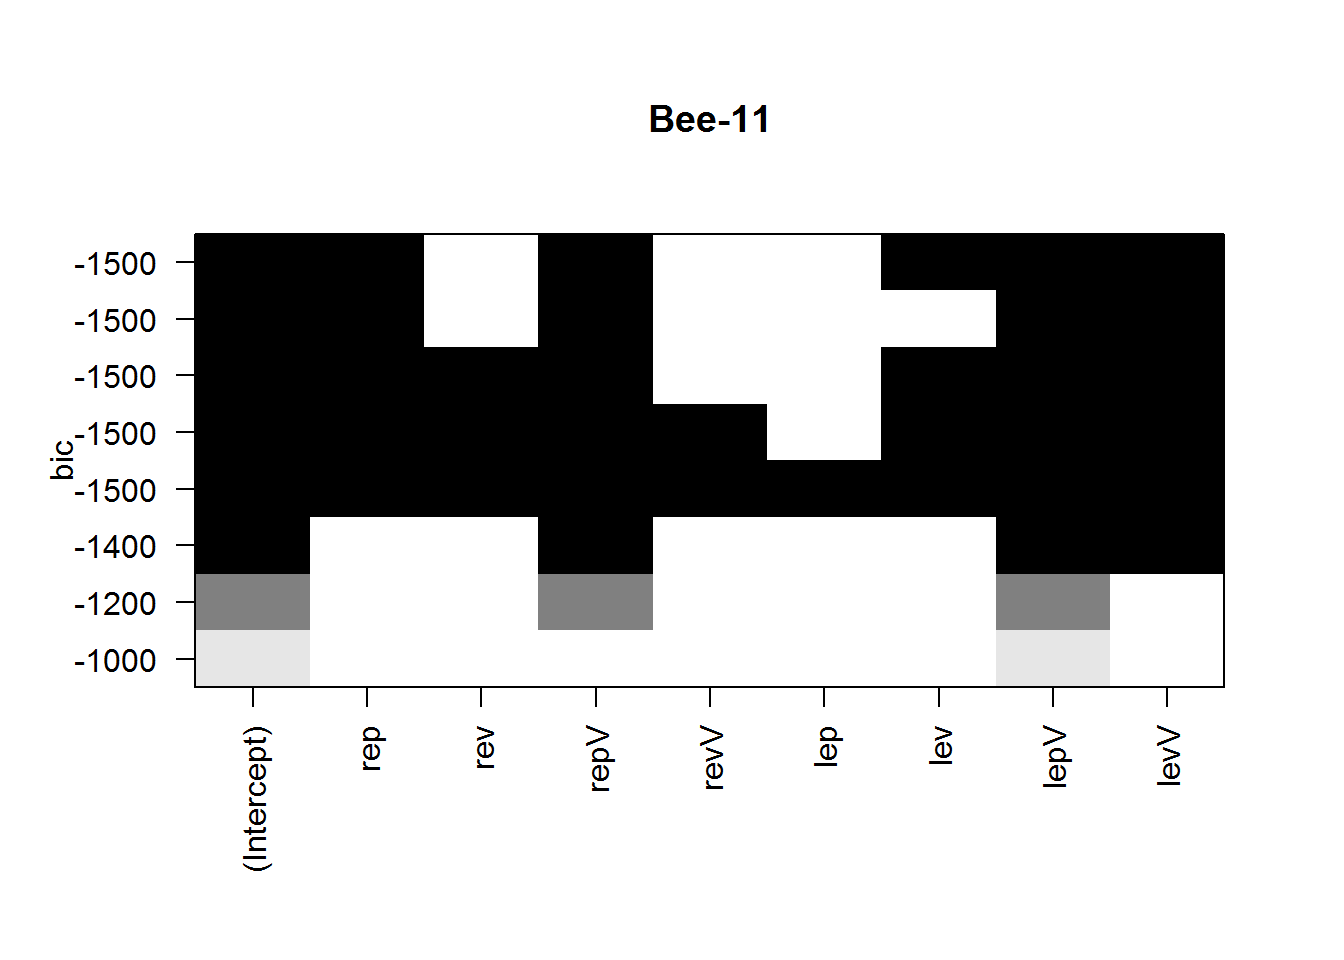 Bee-11
-1500
-1500
-1500
-1500
-1500
-1400
-1200
-1000
bic
(Intercept)
rep
rev
repV
revV
lep
lev
lepV
levV